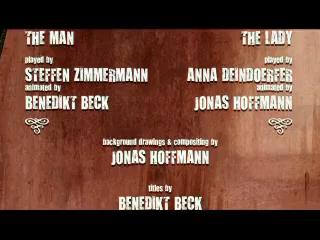 THE MAN
THE LADY
played by
played by
STEFFEN ZIMMERMANN
ANNA DEINDOERFER
animated by
animated by
BENEDIKT BECK
JONAS HOFFMANN
background drawings & compositing by
JONAS HOFFMANN
titles by
BENEDIKT BECK